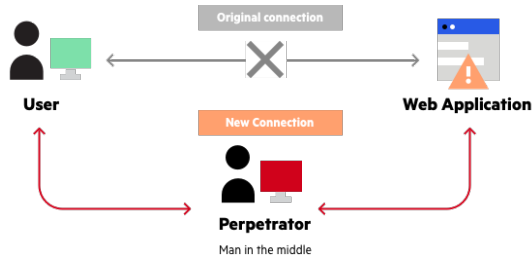 Original connection
User
Web Application
New Connection
Perpetrator
Man in the middle